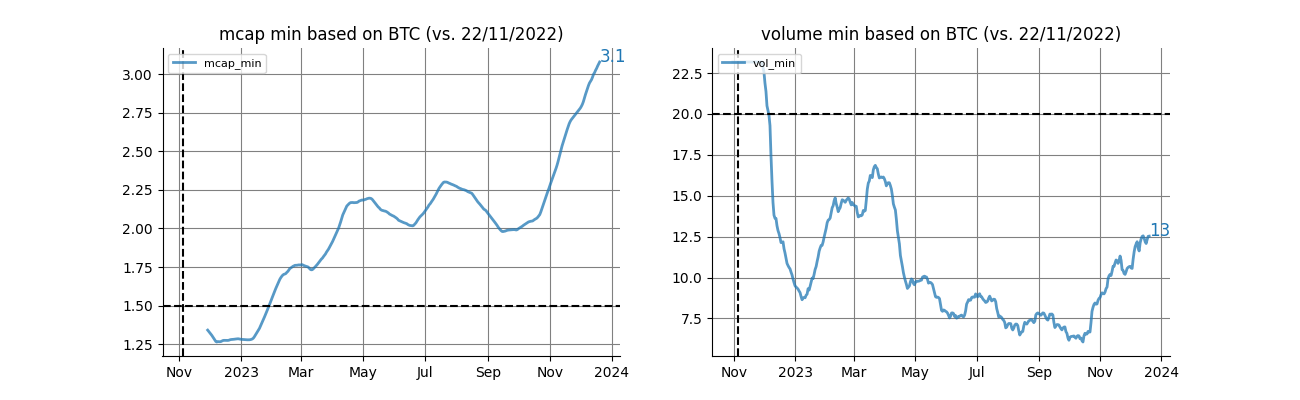 mcap min based on BTC (vs. 22/11/2022)
mcap_min
3.1
3.00
2.75
2.50
2.25
2.00
1.75
1.50
1.25
Nov 2023 Mar May Jul Sep Nov 2024
volume min based on BTC (vs. 22/11/2022)
vol_min
22.5
20.0
17.5
15.0
13
12.5
10.0
7.5
Nov 2023 Mar May Jul Sep Nov 2024